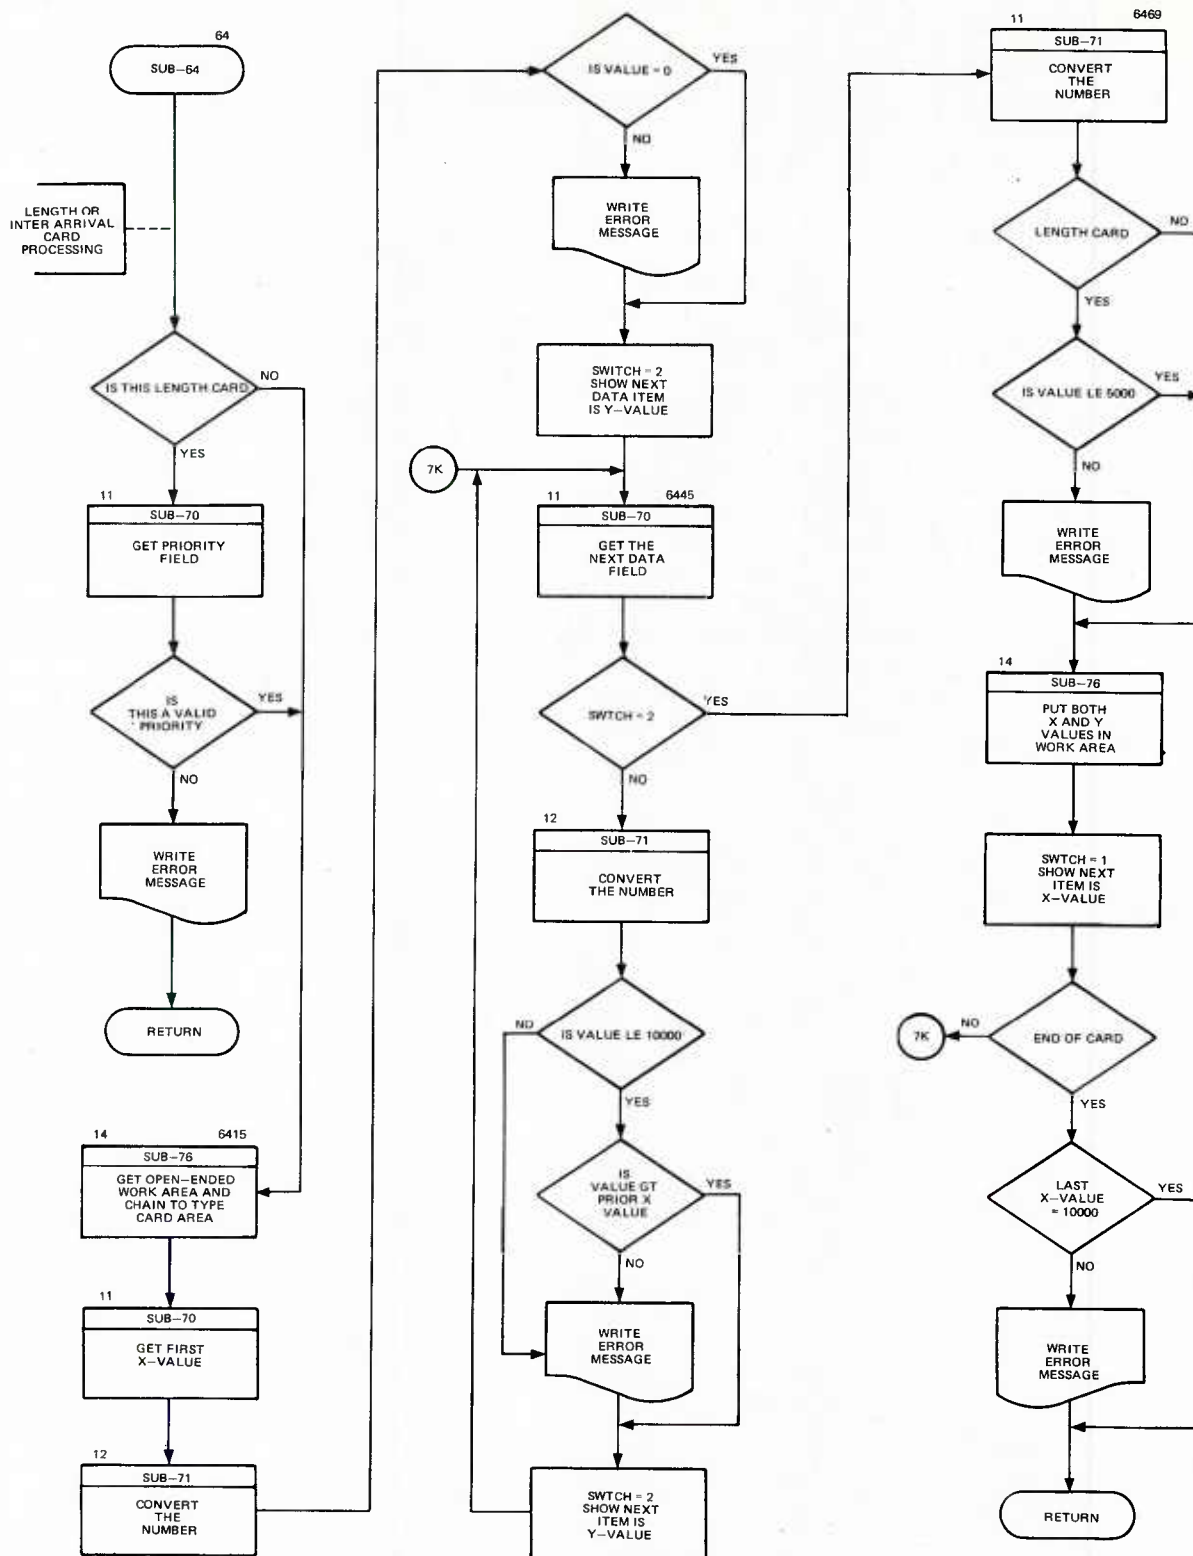 64
SUB-64
LENGTH OR
INTER ARRIVAL
CARD
PROCESSING
IS THIS LENGTH CARD
NO
YES
11
SUB-70
GET PRIORITY
FIELD
IS
THIS A VALID
PRIORITY
YES
NO
WRITE
ERROR
MESSAGE
RETURN
14 6415
SUB-76
GET OPEN-ENDED
WORK AREA AND
CHAIN TO TYPE
CARD AREA
11
SUB-70
GET FIRST
X-VALUE
12
SUB-71
CONVERT
THE
NUMBER
IS VALUE = 0
YES
NO
WRITE
ERROR
MESSAGE
SWITCH = 2
SHOW NEXT
DATA ITEM
IS Y-VALUE
7K
11 6445
SUB-70
GET THE
NEXT DATA
FIELD
SWTCH = 2
YES
NO
12
SUB-71
CONVERT
THE NUMBER
NO
IS VALUE LE 10000
YES
IS
VALUE GT
PRIOR X
VALUE
YES
NO
WRITE
ERROR
MESSAGE
SWTCH = 2
SHOW NEXT
ITEM IS
Y-VALUE
11 6469
SUB-71
CONVERT
THE
NUMBER
LENGTH CARD
NO
YES
IS VALUE LE 5000
YES
NO
WRITE
ERROR
MESSAGE
14
SUB-76
PUT BOTH
X AND Y
VALUES IN
WORK AREA
SWTCH = 1
SHOW NEXT
ITEM IS
X-VALUE
7K
NO
END OF CARD
YES
LAST
X-VALUE
= 10000
YES
NO
WRITE
ERROR
MESSAGE
RETURN